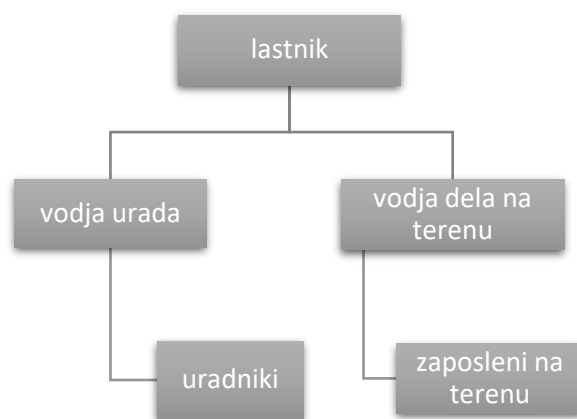 lastnik
vodja urada
vodja dela na
terenu
uradniki
zaposleni na
terenu